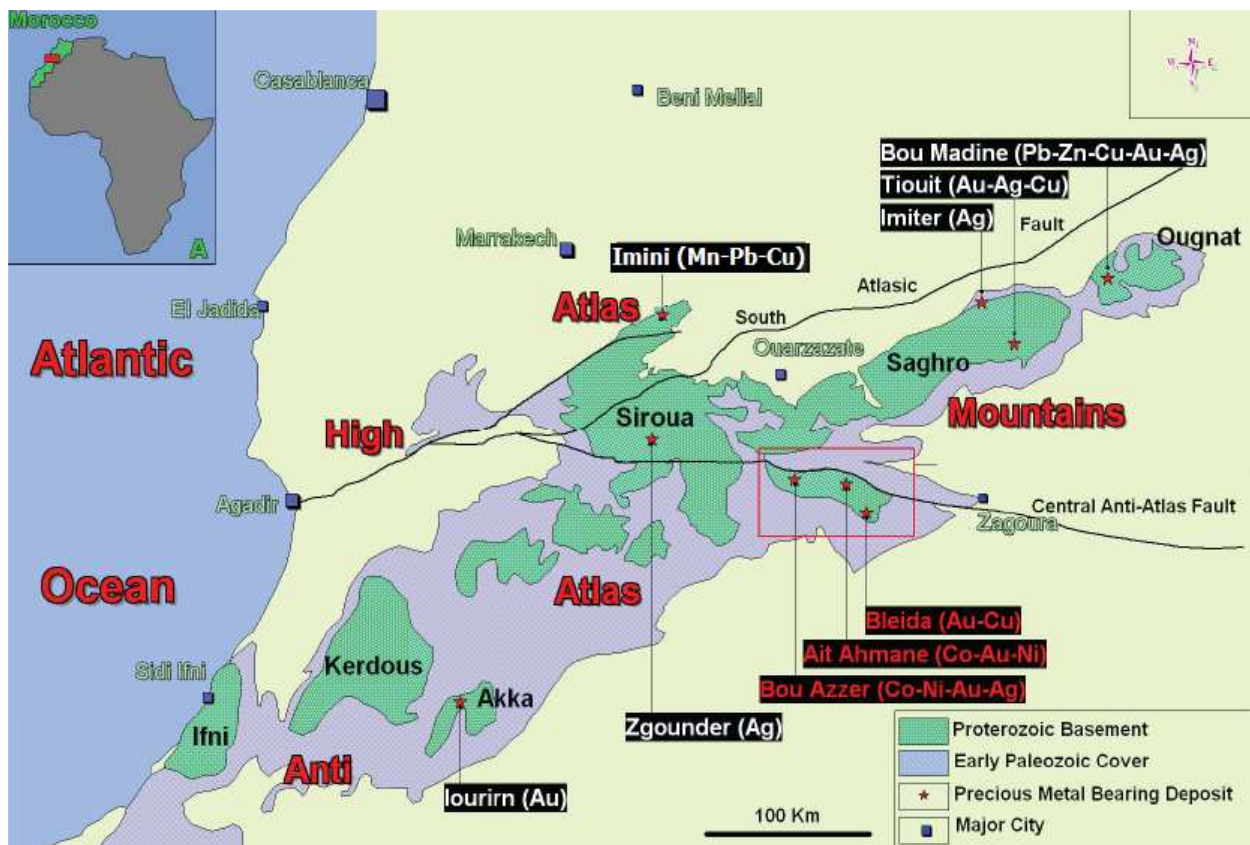 Morocco
A
Casablanca
Beni Mellal
N
W E
Bou Madine (Pb-Zn-Cu-Au-Ag)
Tiouit (Au-Ag-Cu)
Imiter (Ag)
Fault
Ougnat
Marrakech
Imini (Mn-Pb-Cu)
Atlasic
El Jadida
Atlas
South
Ouarzazate
Atlantic
Saghro
Siroua
Mountains
High
Agadir
Central Anti-Atlas Fault
Zagoura
Ocean
Atlas
Bleida (Au-Cu)
Ait Ahmane (Co-Au-Ni)
Bou Azzer (Co-Ni-Au-Ag)
Kerdous
Sidi Ifni
Akka
Zgounder (Ag)
Ifni
Anti
Iourirn (Au)
Proterozoic Basement
Early Paleozoic Cover
Precious Metal Bearing Deposit
Major City
100 Km